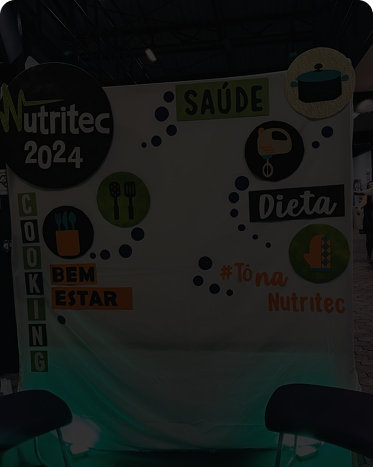 Nutritec
2024
SAÚDE
Dieta
COOKING
BEM
ESTAR
#Tô na
Nutritec